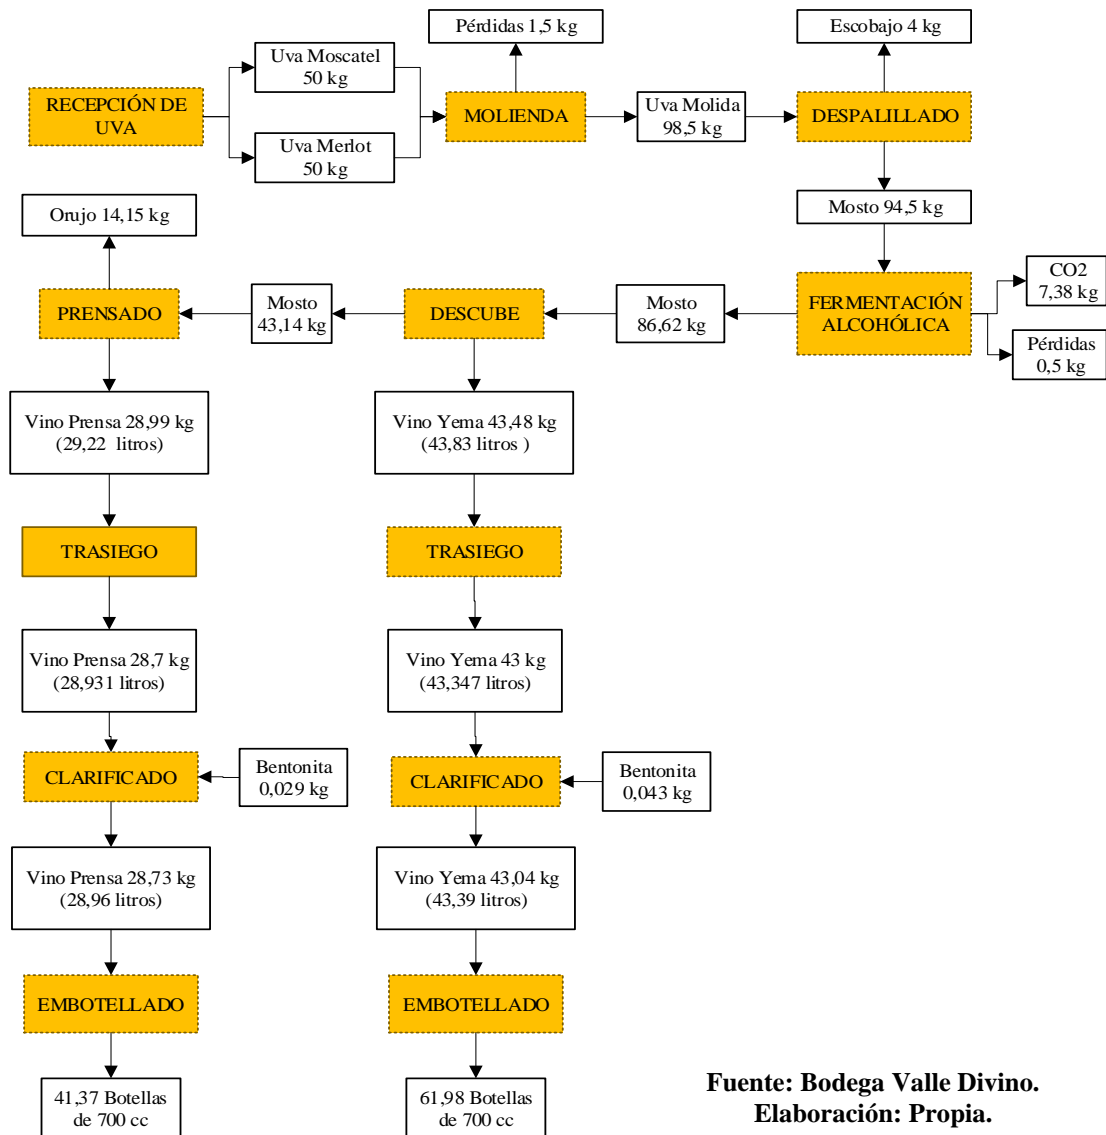 Pérdidas 1,5 kg
Escobajo 4 kg
Uva Moscatel
50 kg
RECEPCIÓN DE
UVA
MOLIENDA
Uva Molida
98,5 kg
DESPALILLADO
Uva Merlot
50 kg
Orujo 14,15 kg
Mosto 94,5 kg
CO2
7,38 kg
PRENSADO
Mosto
43,14 kg
DESCUBE
Mosto
86,62 kg
FERMENTACIÓN
ALCOHÓLICA
Pérdidas
0,5 kg
Vino Prensa 28,99 kg
(29,22 litros)
Vino Yema 43,48 kg
(43,83 litros )
TRASIEGO
TRASIEGO
Vino Prensa 28,7 kg
(28,931 litros)
Vino Yema 43 kg
(43,347 litros)
CLARIFICADO
Bentonita
0,029 kg
CLARIFICADO
Bentonita
0,043 kg
Vino Prensa 28,73 kg
(28,96 litros)
Vino Yema 43,04 kg
(43,39 litros)
EMBOTELLADO
EMBOTELLADO
41,37 Botellas
de 700 cc
61,98 Botellas
de 700 cc
Fuente: Bodega Valle Divino.
Elaboración: Propia.